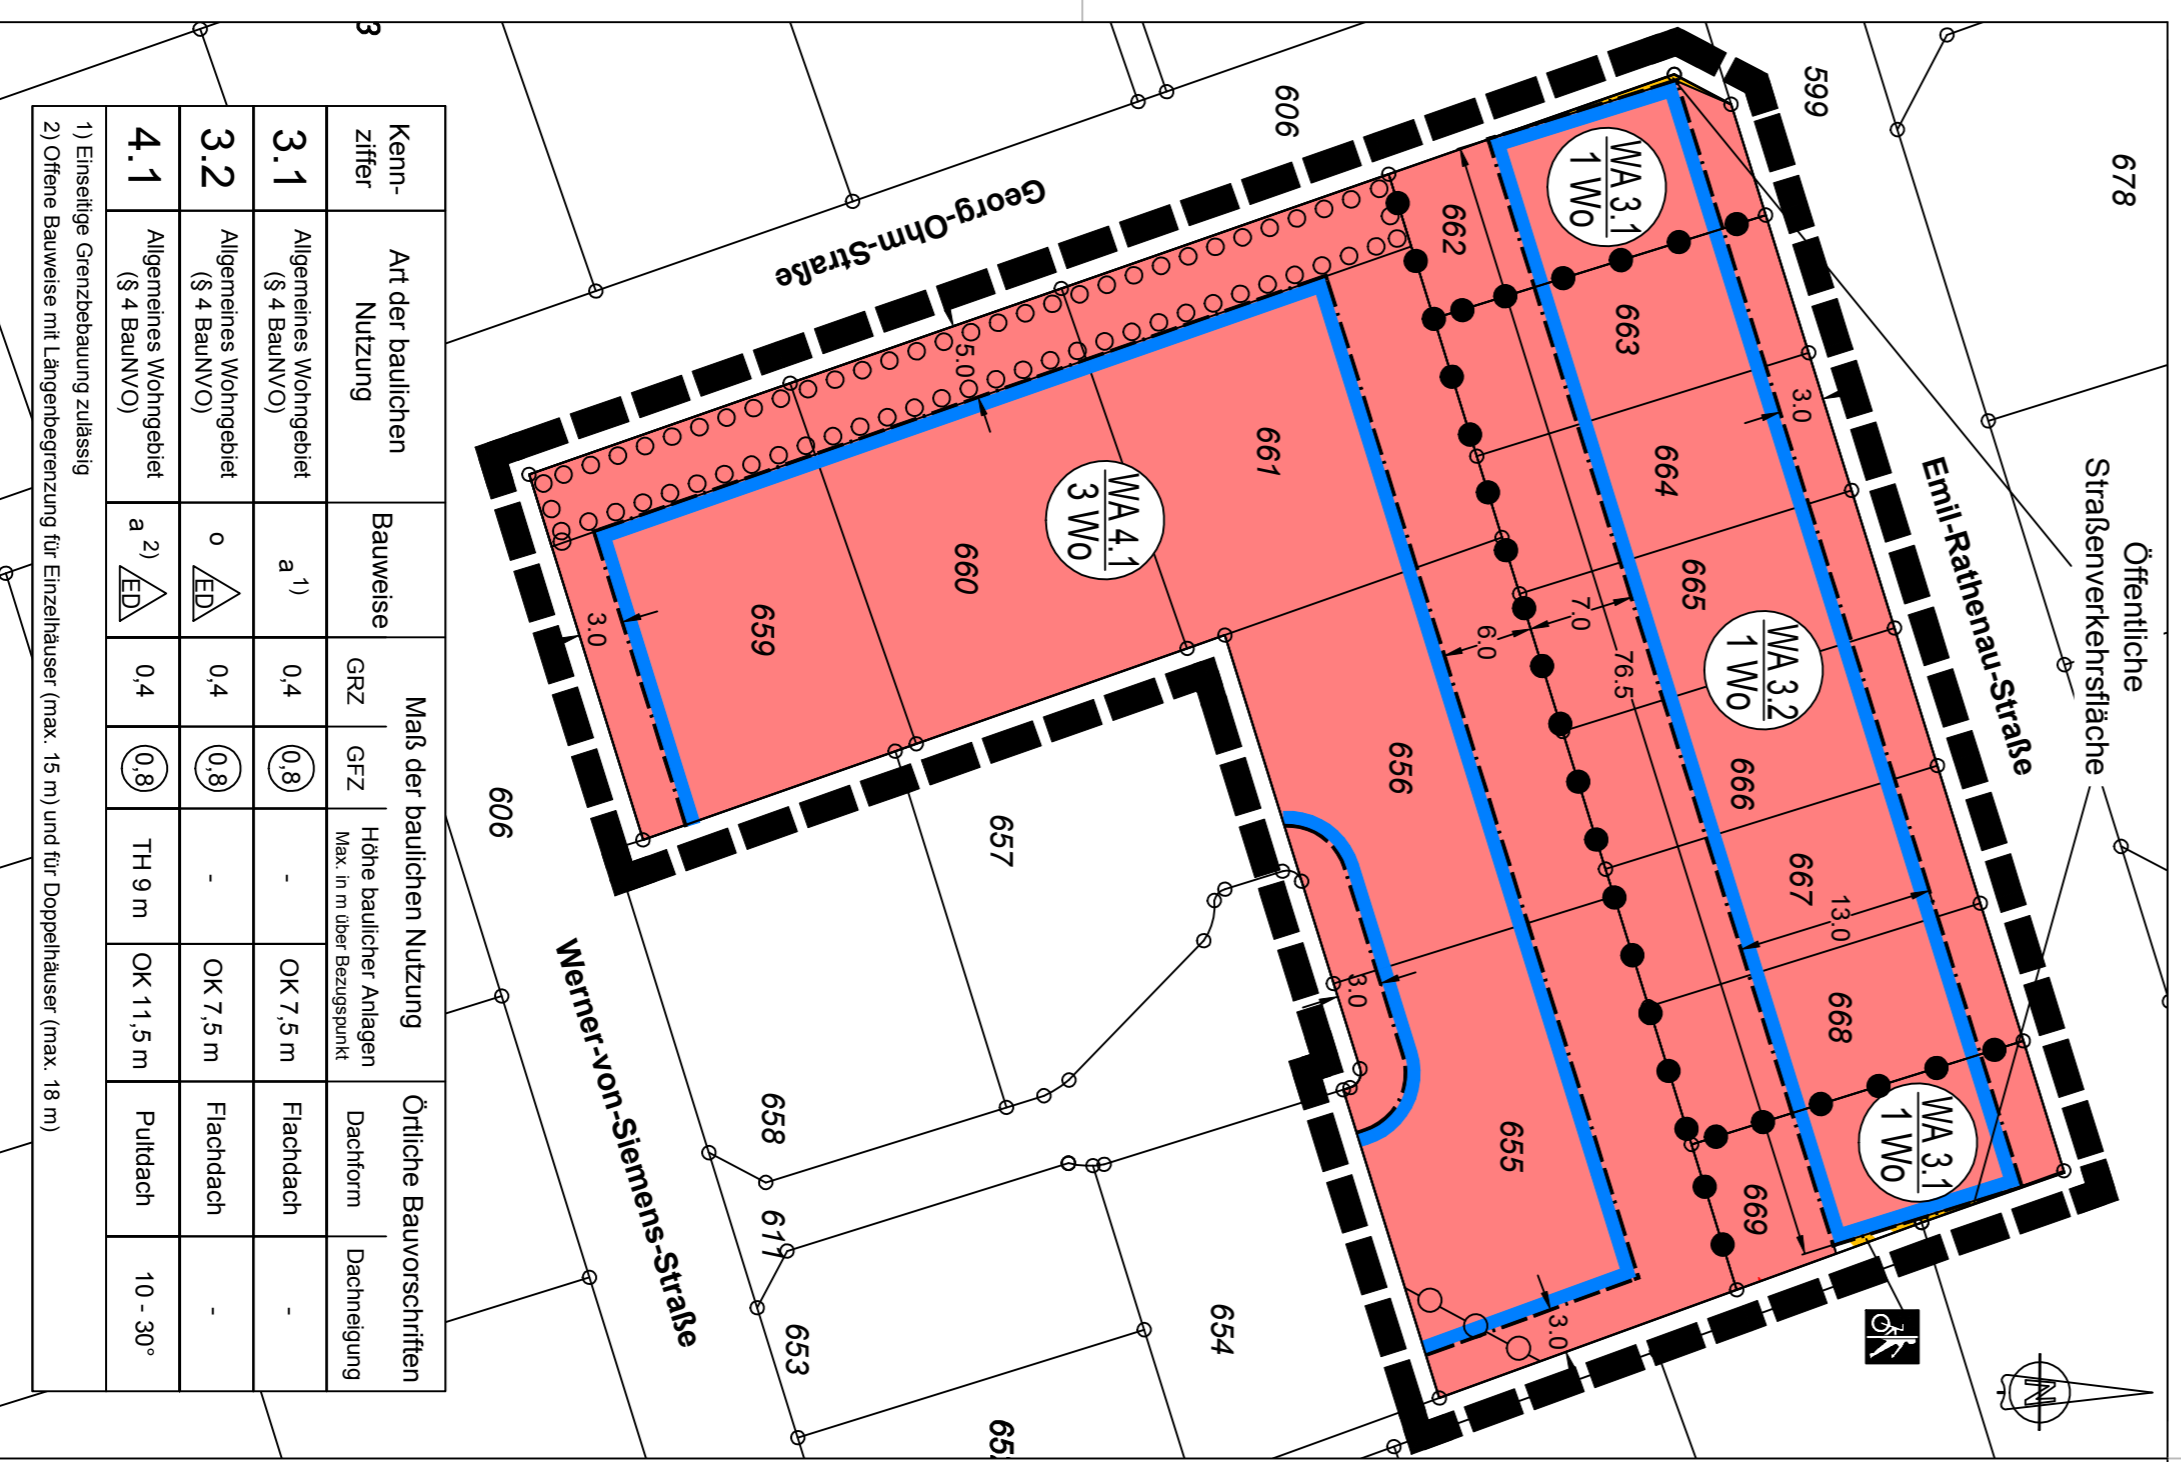 Öffentliche
Straßenverkehrsfläche
678
599
Emil-Rathenau-Straße
606
Georg-Ohm-Straße
WA 3.1
1 Wo
662
663
664
665
666
667
668
669
3.0
WA 3.2
1 Wo
13.0
76.5
7.0
6.0
WA 3.1
1 Wo
661
660
659
656
655
5.0
WA 4.1
3 Wo
3.0
3.0
3.0
657
658
611
654
653
606
Werner-von-Siemens-Straße
N
3
Kenn-
ziffer
Art der baulichen
Nutzung
Bauweise
Maß der baulichen Nutzung
GRZ
GFZ
Höhe baulicher Anlagen
Max. in m über Bezugspunkt
Örtliche Bauvorschriften
Dachform
Dachneigung
3.1 Allgemeines Wohngebiet (§ 4 BauNVO) a 1) 0,4 0,8 - OK 7,5 m Flachdach -
3.2 Allgemeines Wohngebiet (§ 4 BauNVO) o ED 0,4 0,8 - OK 7,5 m Flachdach -
4.1 Allgemeines Wohngebiet (§ 4 BauNVO) a 2) ED 0,4 0,8 TH 9 m OK 11,5 m Pultdach 10 - 30°
1) Einseitige Grenzbebauung zulässig
2) Offene Bauweise mit Längenbegrenzung für Einzelhäuser (max. 15 m) und für Doppelhäuser (max. 18 m)